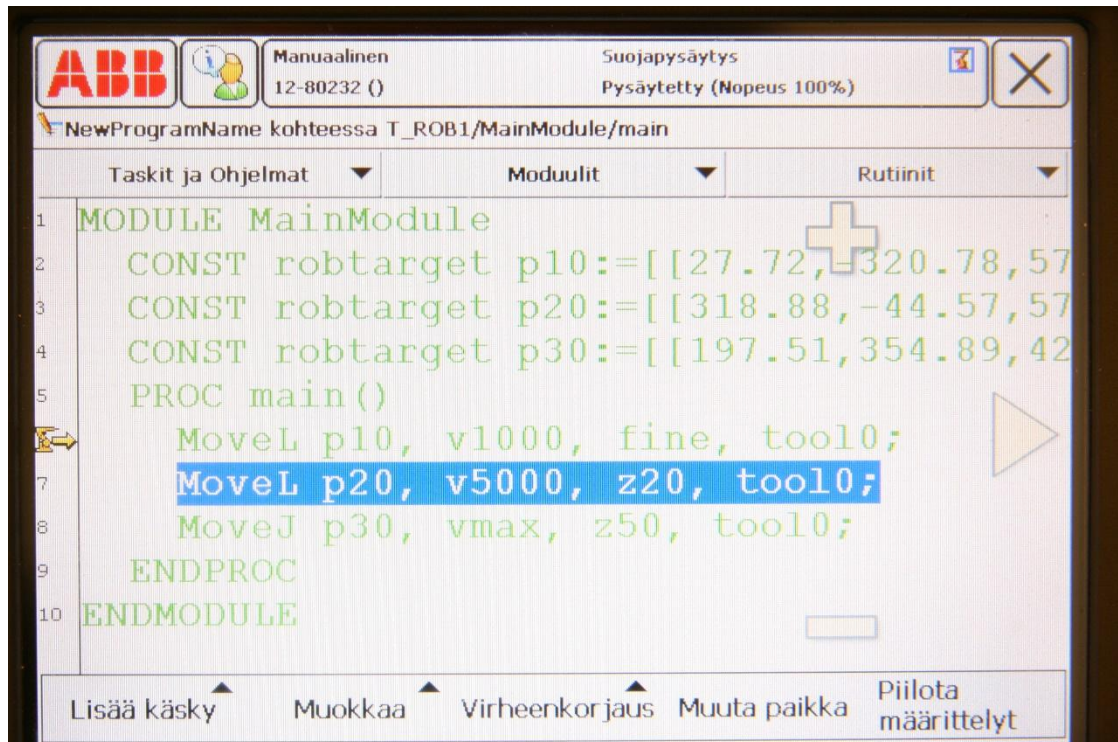 ABB
Manuaalinen
12-80232 ()
Suojapysäytys
Pysäytetty (Nopeus 100%)
NewProgramName kohteessa T_ROB1/MainModule/main
Taskit ja Ohjelmat Moduulit Rutiinit
1 MODULE MainModule
2 CONST robtarget p10:=[[27.72,-320.78,57
3 CONST robtarget p20:=[[318.88,-44.57,57
4 CONST robtarget p30:=[[197.51,354.89,42
5 PROC main()
MoveL p10, v1000, fine, tool0;
7 MoveL p20, v5000, z20, tool0;
8 MoveJ p30, vmax, z50, tool0;
9 ENDPROC
10 ENDMODULE
Lisää käsky Muokkaa Virheenkorjaus Muuta paikka Piilota
määrittelyt